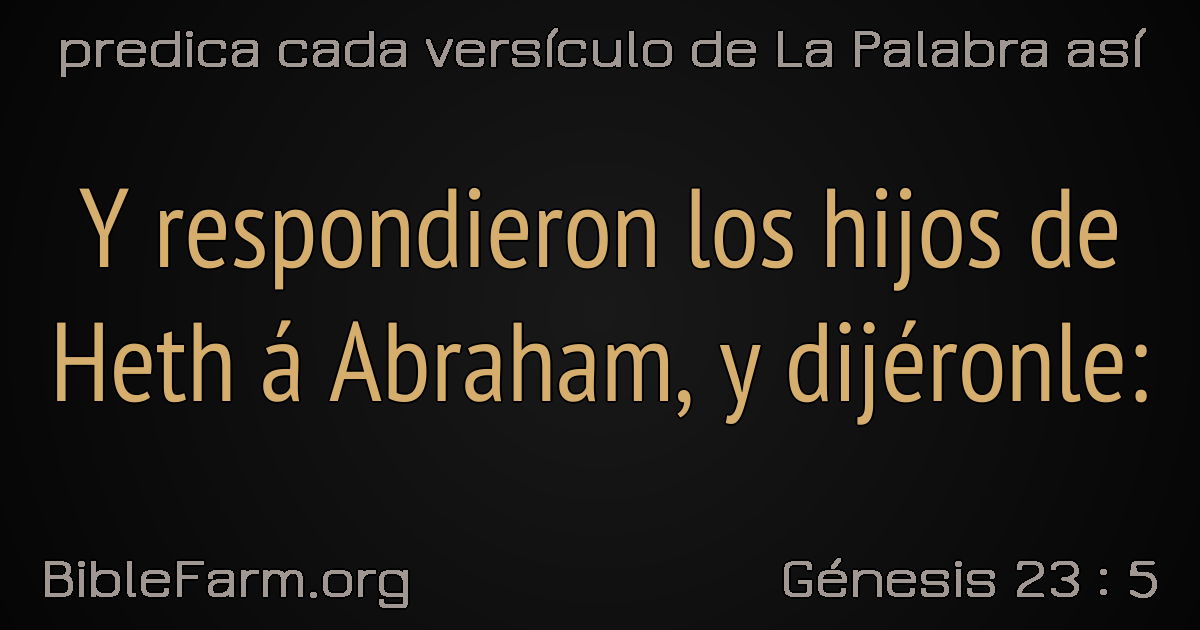 predica cada versículo de La Palabra así
Y respondieron los hijos de
Heth á Abraham, y dijéronle:
BibleFarm.org
Génesis 23 : 5